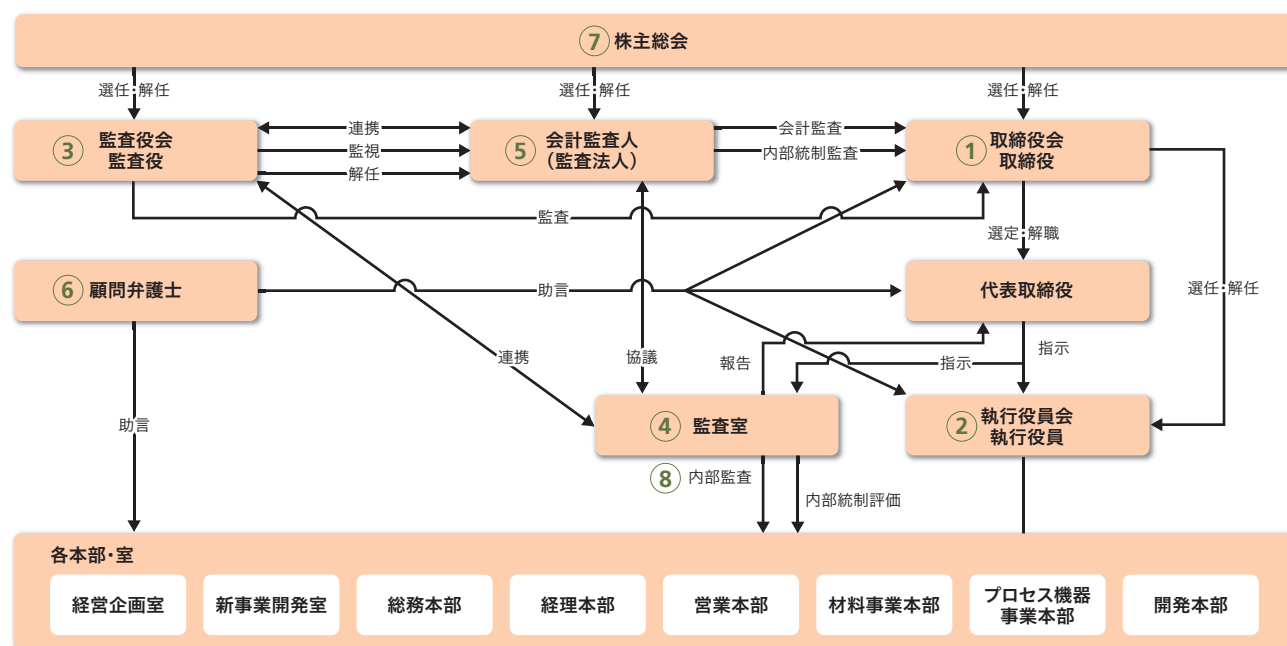 ⑦ 株主総会
選任・解任
選任・解任
選任・解任
③ 監査役会
監査役
連携
監視
解任
⑤ 会計監査人
（監査法人）
会計監査
内部統制監査
① 取締役会
取締役
監査
選定・解職
⑥ 顧問弁護士
助言
代表取締役
選任・解任
連携
協議
報告
指示
指示
助言
④ 監査室
② 執行役員会
執行役員
⑧ 内部監査
内部統制評価
各本部・室
経営企画室
新事業開発室
総務本部
経理本部
営業本部
材料事業本部
プロセス機器
事業本部
開発本部